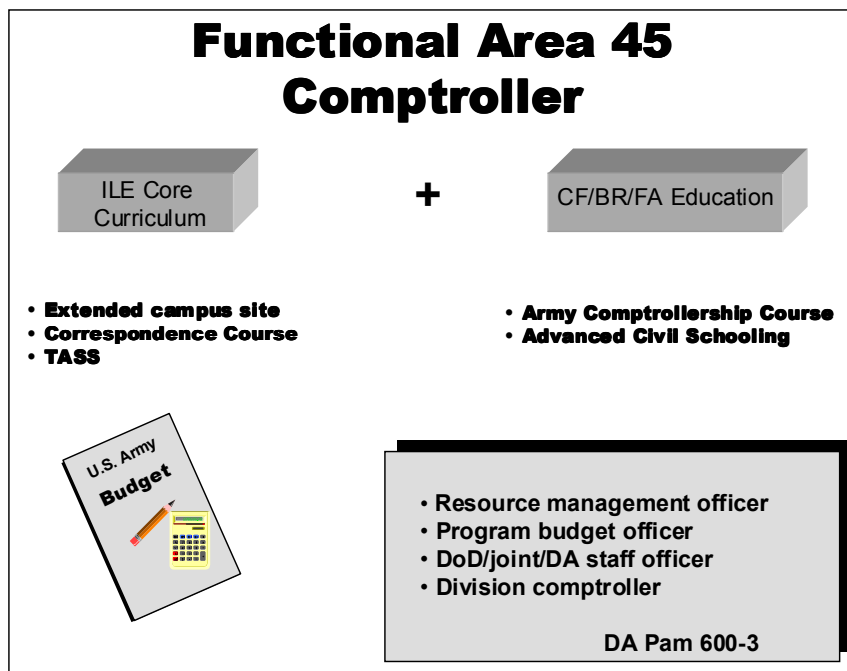 Functional Area 45
Comptroller
ILE Core
Curriculum
+
CF/BR/FA Education
• Extended campus site
• Correspondence Course
• TASS
• Army Comptrollership Course
• Advanced Civil Schooling
U.S. Army
Budget
• Resource management officer
• Program budget officer
• DoD/joint/DA staff officer
• Division comptroller
DA Pam 600-3